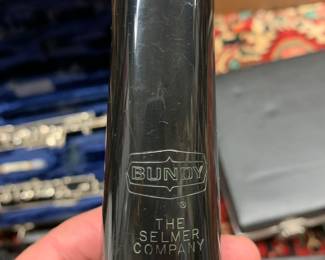 BUNDY
THE
SELMER
COMPANY